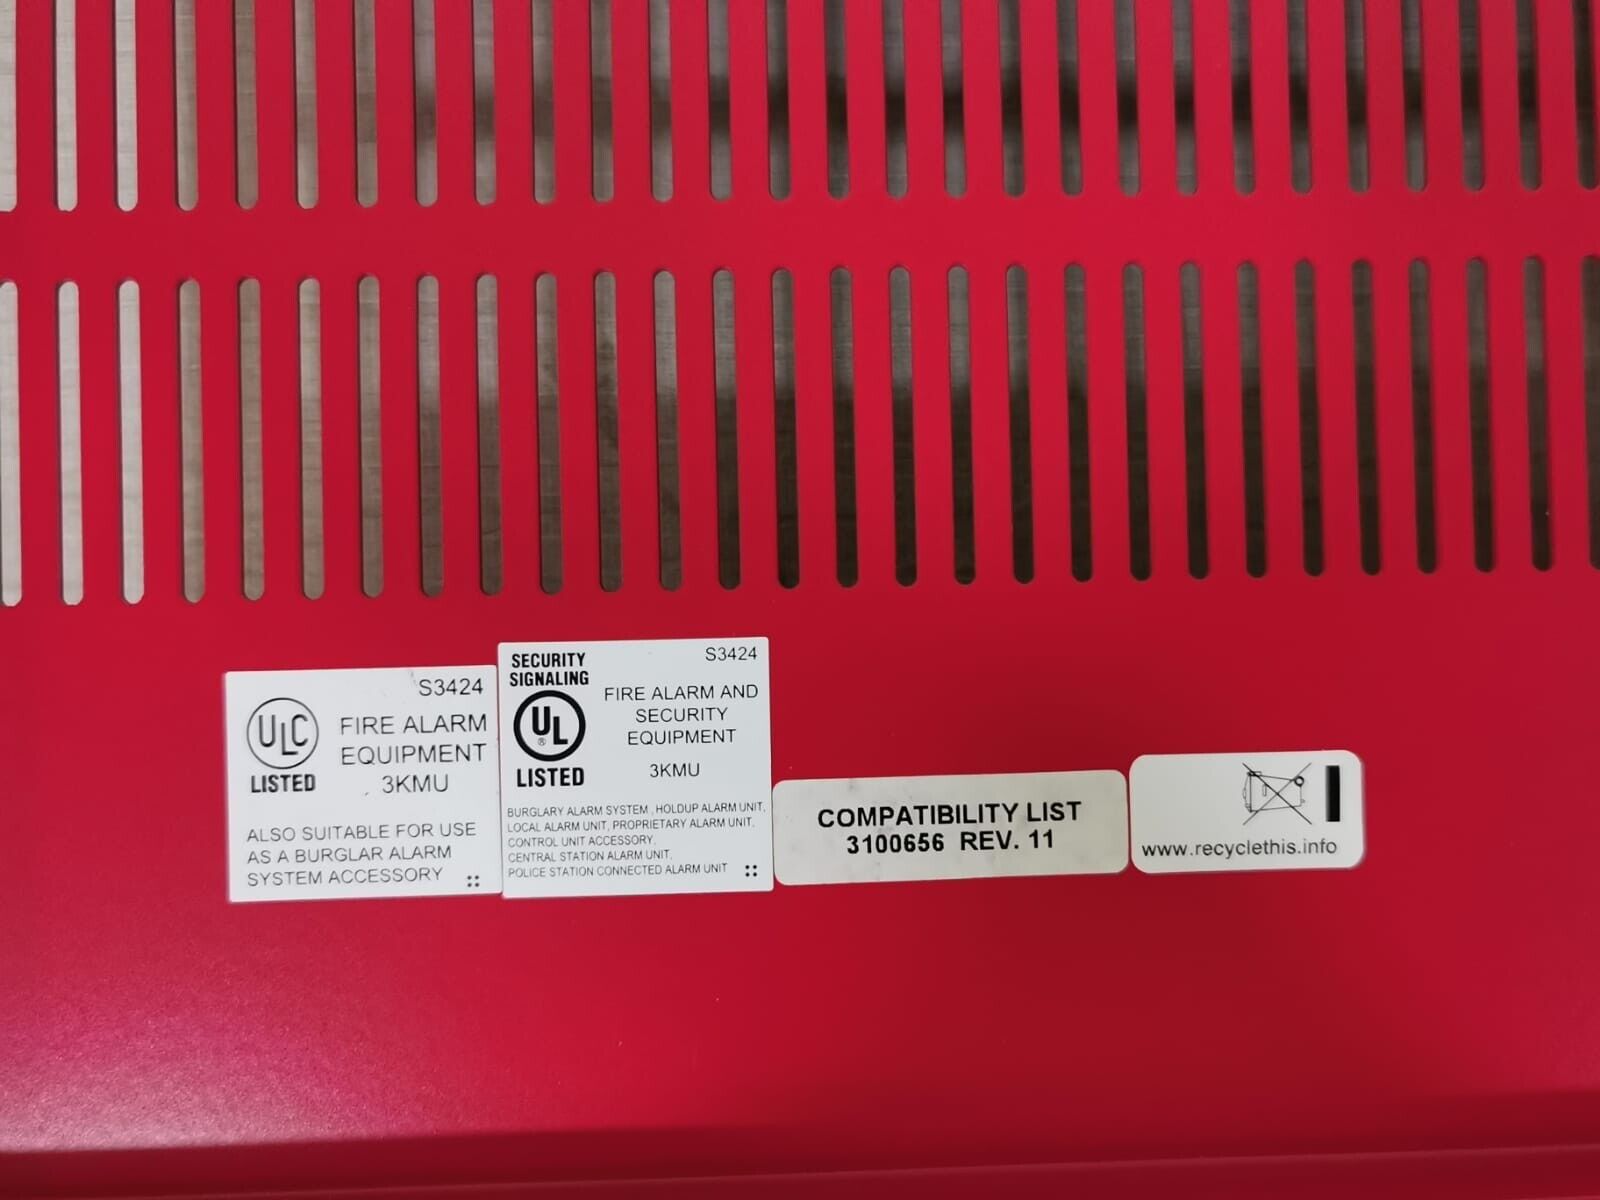 S3424
ULC
LISTED
FIRE ALARM
EQUIPMENT
3KMU
ALSO SUITABLE FOR USE
AS A BURGLAR ALARM
SYSTEM ACCESSORY
SECURITY
SIGNALING
UL
®
LISTED
S3424
FIRE ALARM AND
SECURITY
EQUIPMENT
3KMU
BURGLARY ALARM SYSTEM, HOLDUP ALARM UNIT,
LOCAL ALARM UNIT, PROPRIETARY ALARM UNIT,
CONTROL UNIT ACCESSORY,
CENTRAL STATION ALARM UNIT,
POLICE STATION CONNECTED ALARM UNIT
COMPATIBILITY LIST
3100656 REV. 11
www.recyclethis.info